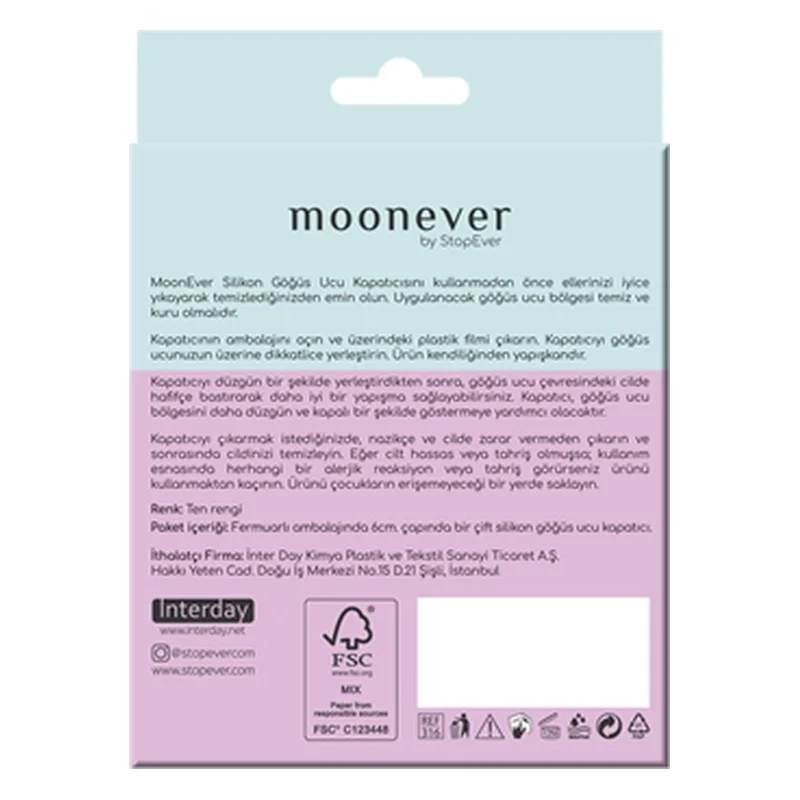 moonever
by StopEver
MoonEver Silikon Göğüs Ucu Kapatıcısını kullanmadan önce ellerinizi iyice
yıkayarak temizlediğinizden emin olun. Uygulanacak göğüs ucu bölgesi temiz ve
kuru olmalıdır.
Kapatıcının ambalajını açın ve üzerindeki plastik filmi çıkarın. Kapatıcıyı göğüs
ucunuzun üzerine dikkatlice yerleştirin. Ürün kendiliğinden yapışkandır.
Kapatıcıyı düzgün bir şekilde yerleştirdikten sonra, göğüs ucu çevresindeki cilde
hafifçe bastırarak daha iyi bir yapışma sağlayabilirsiniz. Kapatıcı, göğüs ucu
bölgesini daha düzgün ve kapalı bir şekilde göstermeye yardımcı olacaktır.
Kapatıcıyı çıkarmak istediğinizde, nazikçe ve cilde zarar vermeden çıkarın ve
sonrasında cildinizi temizleyin. Eğer cilt hassas veya tahriş olmuşsa; kullanım
esnasında herhangi bir alerjik reaksiyon veya tahriş görürseniz ürünü
kullanmaktan kaçının. Ürünü çocukların erişemeyeceği bir yerde saklayın.
Renk: Ten rengi
Paket içeriği: Fermuarlı ambalajında 6cm. çapında bir çift silikon göğüs ucu kapatıcı.
İthalatçı Firma: İnter Day Kimya Plastik ve Tekstil Sanayi Ticaret A.Ş.
Hakkı Yeten Cad. Doğu İş Merkezi No.15 D.21 Şişli, İstanbul
Interday
www.interday.net
@stopevercom
www.stopever.com
®
FSC
www.fsc.org
MIX
Paper from
responsible sources
FSC® C123448
REF
316